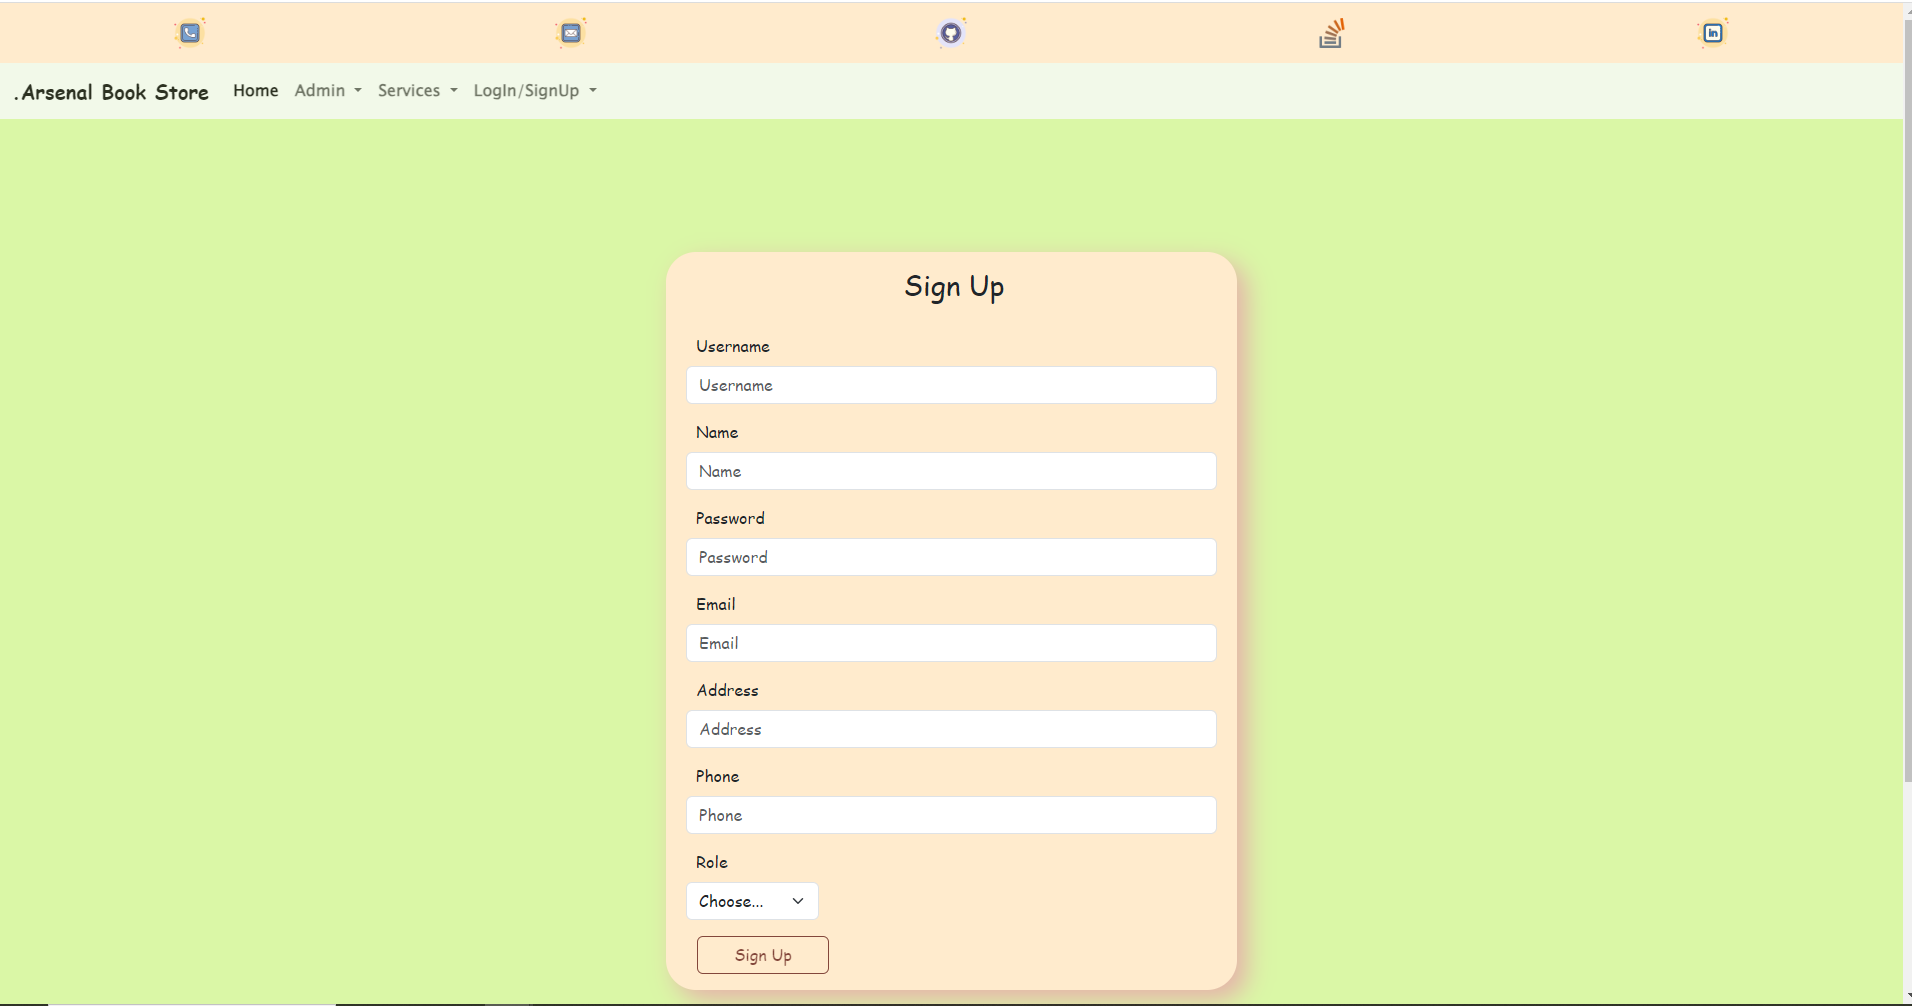 .Arsenal Book Store Home Admin Services LogIn/SignUp
Sign Up
Username
Username
Name
Name
Password
Password
Email
Email
Address
Address
Phone
Phone
Role
Choose...
Sign Up